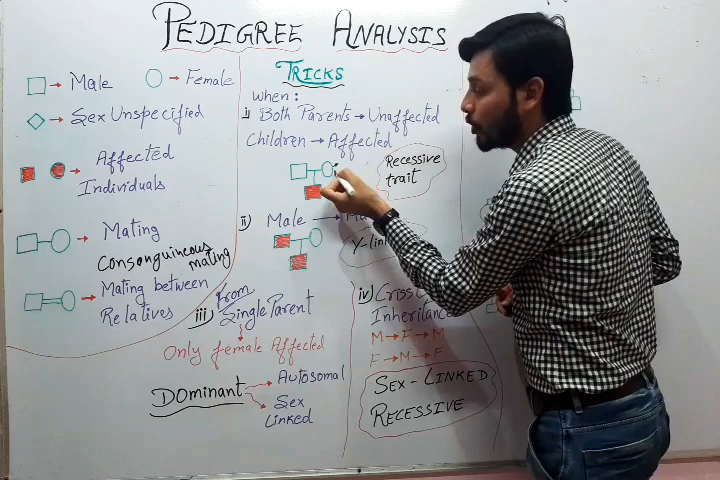 PEDIGREE ANALYSIS
Male
Female
Sex Unspecified
Affected
Individuals
Mating
Consanguineous
mating
Mating between
Relatives
TRICKS
when:
i) Both Parents → Unaffected
Children → Affected
Recessive
trait
ii) Male →
Y-lin
iii) from
Single Parent
Only female Affected
DOMINANT
Autosomal
Sex
Linked
iv) Criss C
Inheritance
M → F → M
F → M → F
SEX-LINKED
RECESSIVE